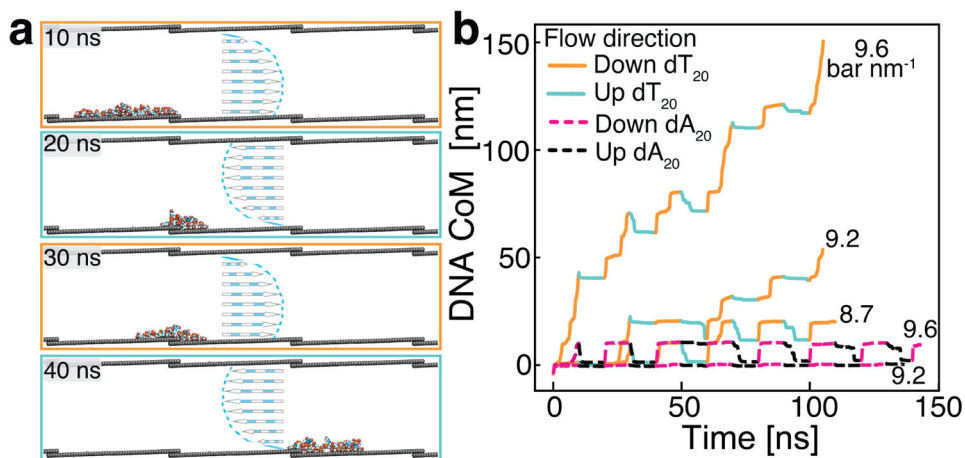 a
10 ns
20 ns
30 ns
40 ns
b
Flow direction
Down dT₂₀
Up dT₂₀
Down dA₂₀
Up dA₂₀
9.6
bar nm⁻¹
9.2
8.7
9.6
9.2
DNA CoM [nm]
150
100
50
0
0 50 100 150
Time [ns]